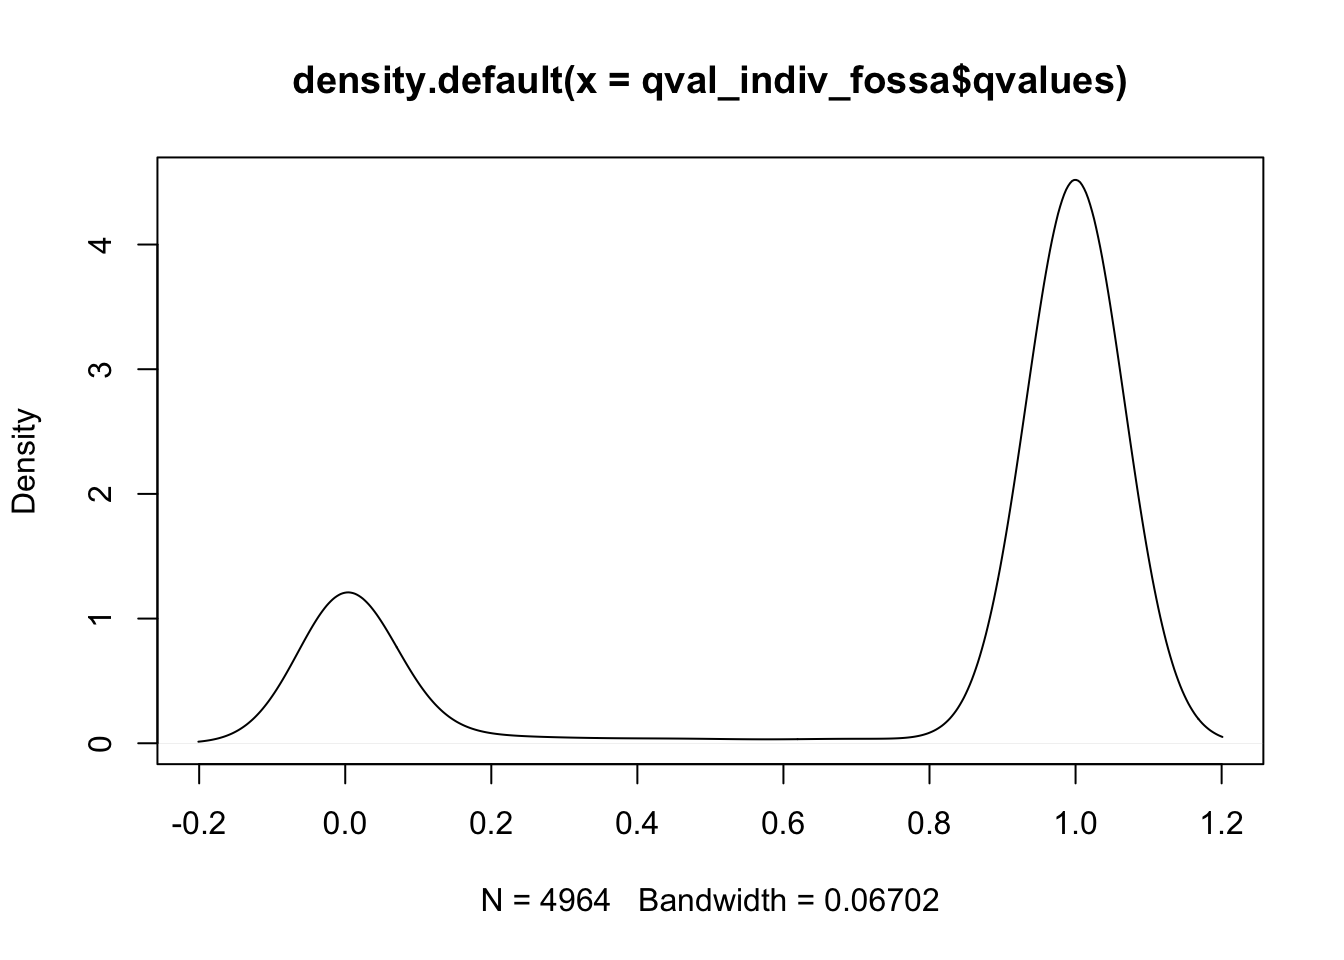 density.default(x = qval_indiv_fossa$qvalues)
Density
4
3
2
1
0
-0.2 0.0 0.2 0.4 0.6 0.8 1.0 1.2
N = 4964 Bandwidth = 0.06702